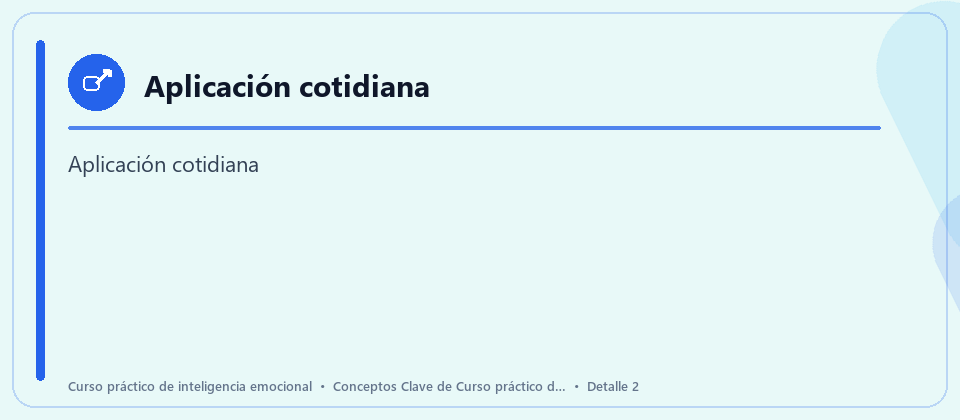 Aplicación cotidiana
Aplicación cotidiana
Curso práctico de inteligencia emocional • Conceptos Clave de Curso práctico d... • Detalle 2